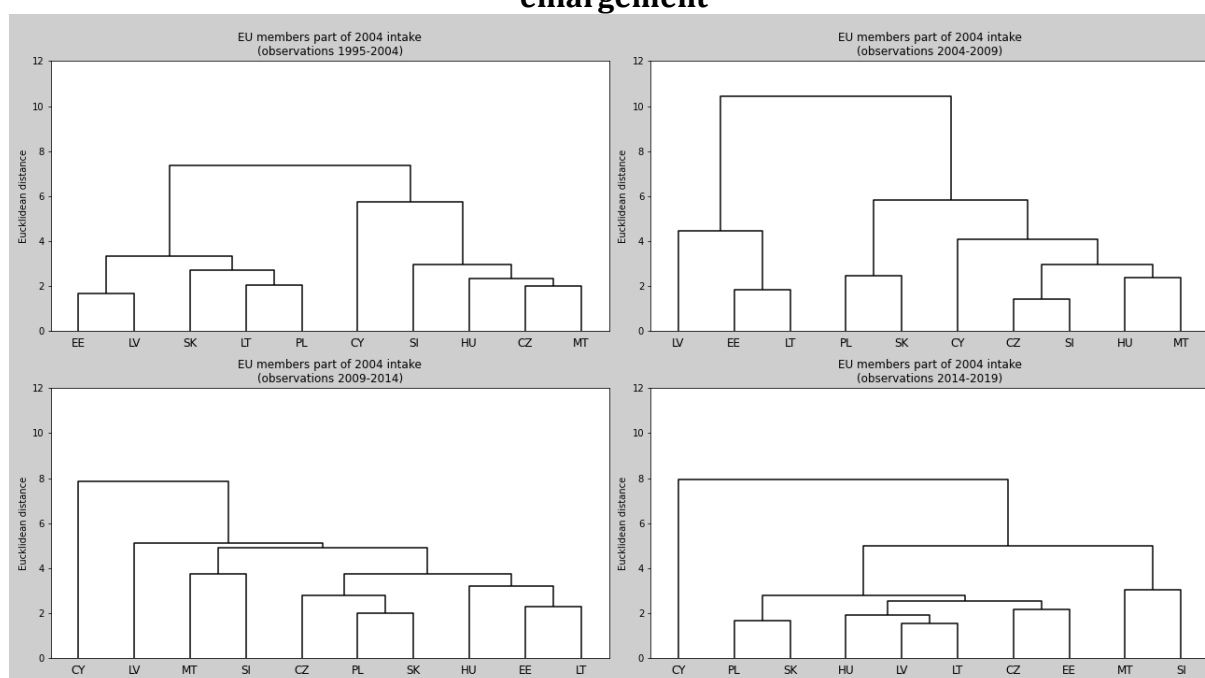 EU members part of 2004 intake
(observations 1995-2004)
12
10
8
6
4
2
0
Eucklidean distance
EE LV SK LT PL CY SI HU CZ MT
EU members part of 2004 intake
(observations 2004-2009)
12
10
8
6
4
2
0
Eucklidean distance
LV EE LT PL SK CY CZ SI HU MT
EU members part of 2004 intake
(observations 2009-2014)
12
10
8
6
4
2
0
Eucklidean distance
CY LV MT SI CZ PL SK HU EE LT
EU members part of 2004 intake
(observations 2014-2019)
12
10
8
6
4
2
0
Eucklidean distance
CY PL SK HU LV LT CZ EE MT SI